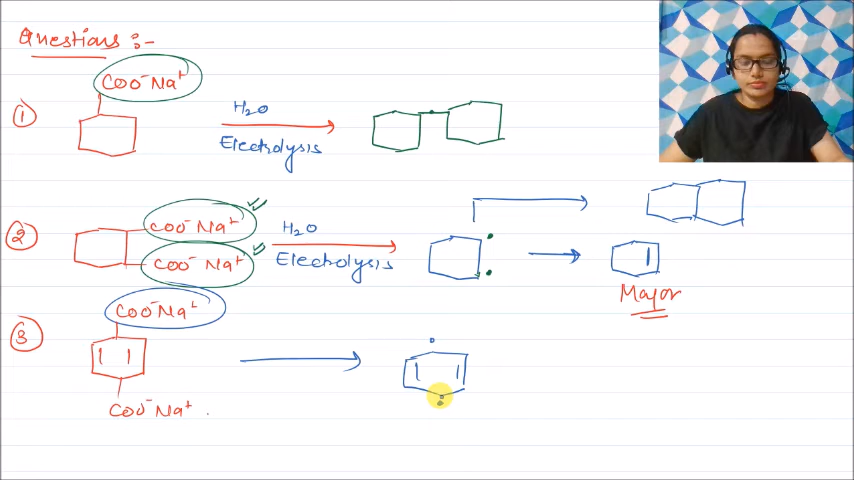 Questions :-
COO⁻Na⁺
① H₂O
Electrolysis
② COO⁻Na⁺ H₂O
COO⁻Na⁺ Electrolysis
Major
COO⁻Na⁺
③
COO⁻Na⁺ .